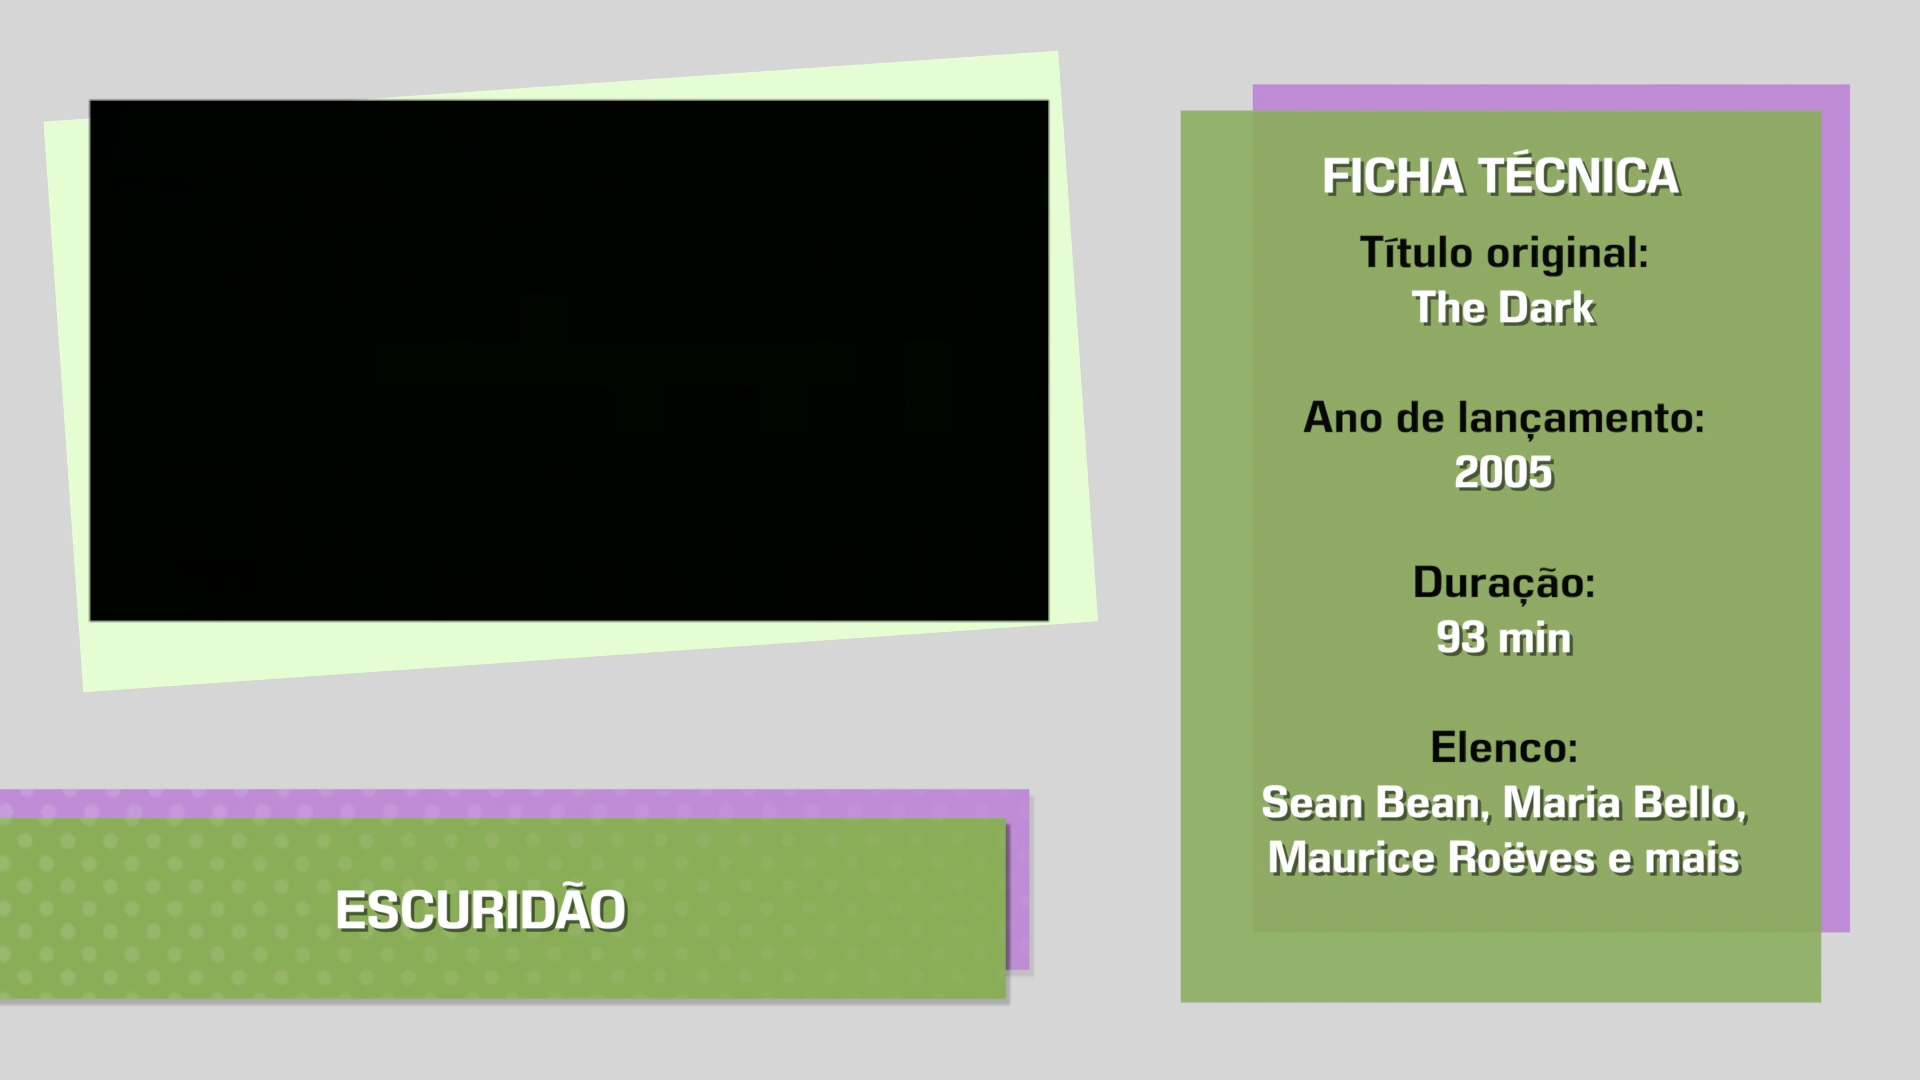 FICHA TÉCNICA
Título original:
The Dark
Ano de lançamento:
2005
Duração:
93 min
Elenco:
Sean Bean, Maria Bello,
Maurice Roëves e mais
ESCURIDÃO